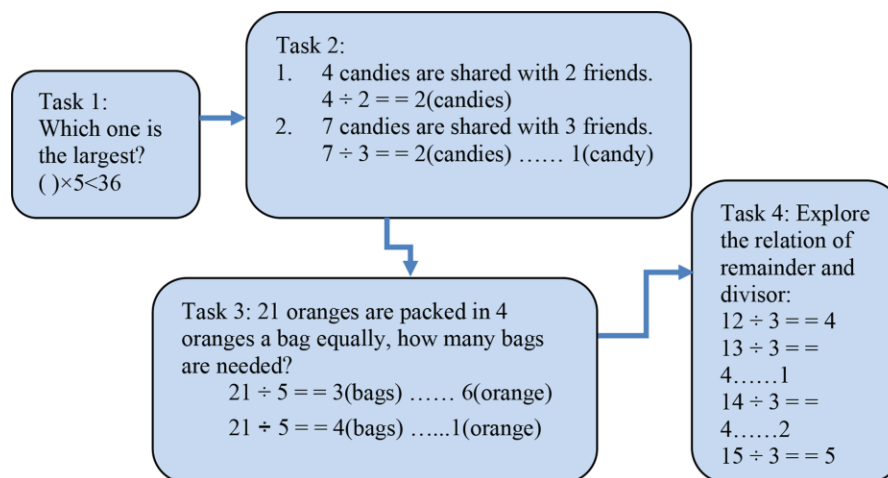 Task 1:
Which one is
the largest?
( )×5<36
Task 2:
1. 4 candies are shared with 2 friends.
4 ÷ 2 = = 2(candies)
2. 7 candies are shared with 3 friends.
7 ÷ 3 = = 2(candies) …… 1(candy)
Task 3: 21 oranges are packed in 4
oranges a bag equally, how many bags
are needed?
21 ÷ 5 = = 3(bags) …… 6(orange)
21 ÷ 5 = = 4(bags) …...1(orange)
Task 4: Explore
the relation of
remainder and
divisor:
12 ÷ 3 = = 4
13 ÷ 3 = =
4……1
14 ÷ 3 = =
4……2
15 ÷ 3 = = 5